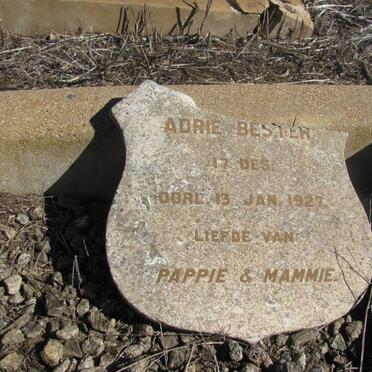 ADRIE BESTER
17 DES.
OORL. 13 JAN. 1927.
LIEFDE VAN
PAPPIE & MAMMIE.